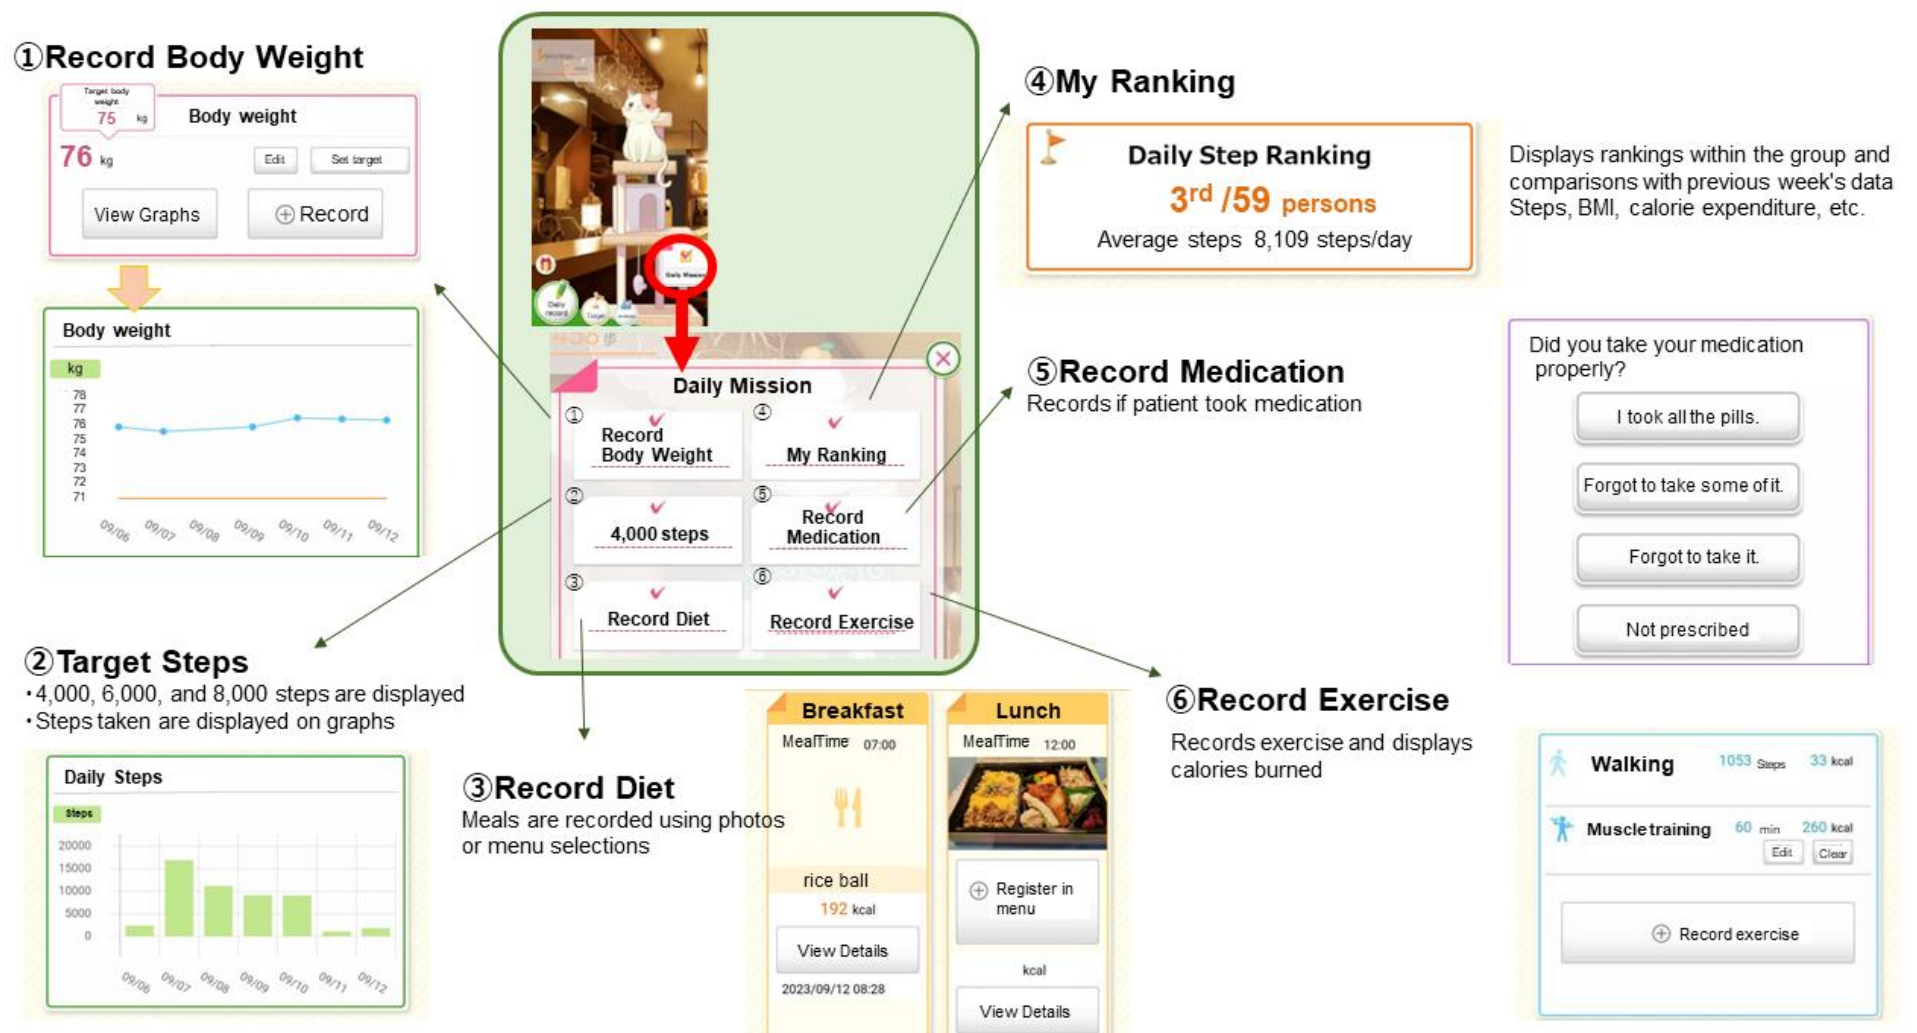 ①Record Body Weight
Target body
weight
75 kg
Body weight
76 kg
Edit
Set target
View Graphs
⊕ Record
Body weight
kg
78
77
76
75
74
73
72
71
09/06 09/07 09/08 09/09 09/10 09/11 09/12
②Target Steps
・4,000, 6,000, and 8,000 steps are displayed
・Steps taken are displayed on graphs
Daily Steps
Steps
20000
15000
10000
5000
0
09/06 09/07 09/08 09/09 09/10 09/11 09/12
Daily Mission
Daily
record
Target
歩
Daily Mission
①
Record
Body Weight
④
My Ranking
②
4,000 steps
⑤
Record
Medication
③
Record Diet
⑥
Record Exercise
③Record Diet
Meals are recorded using photos
or menu selections
Breakfast
MealTime 07:00
rice ball
192 kcal
View Details
2023/09/12 08:28
Lunch
MealTime 12:00
⊕ Register in
menu
kcal
View Details
④My Ranking
Daily Step Ranking
3rd /59 persons
Average steps 8,109 steps/day
Displays rankings within the group and
comparisons with previous week's data
Steps, BMI, calorie expenditure, etc.
⑤Record Medication
Records if patient took medication
Did you take your medication
properly?
I took all the pills.
Forgot to take some of it.
Forgot to take it.
Not prescribed
⑥Record Exercise
Records exercise and displays
calories burned
Walking 1053 Steps 33 kcal
Muscle training 60 min 260 kcal
Edit Clear
⊕ Record exercise